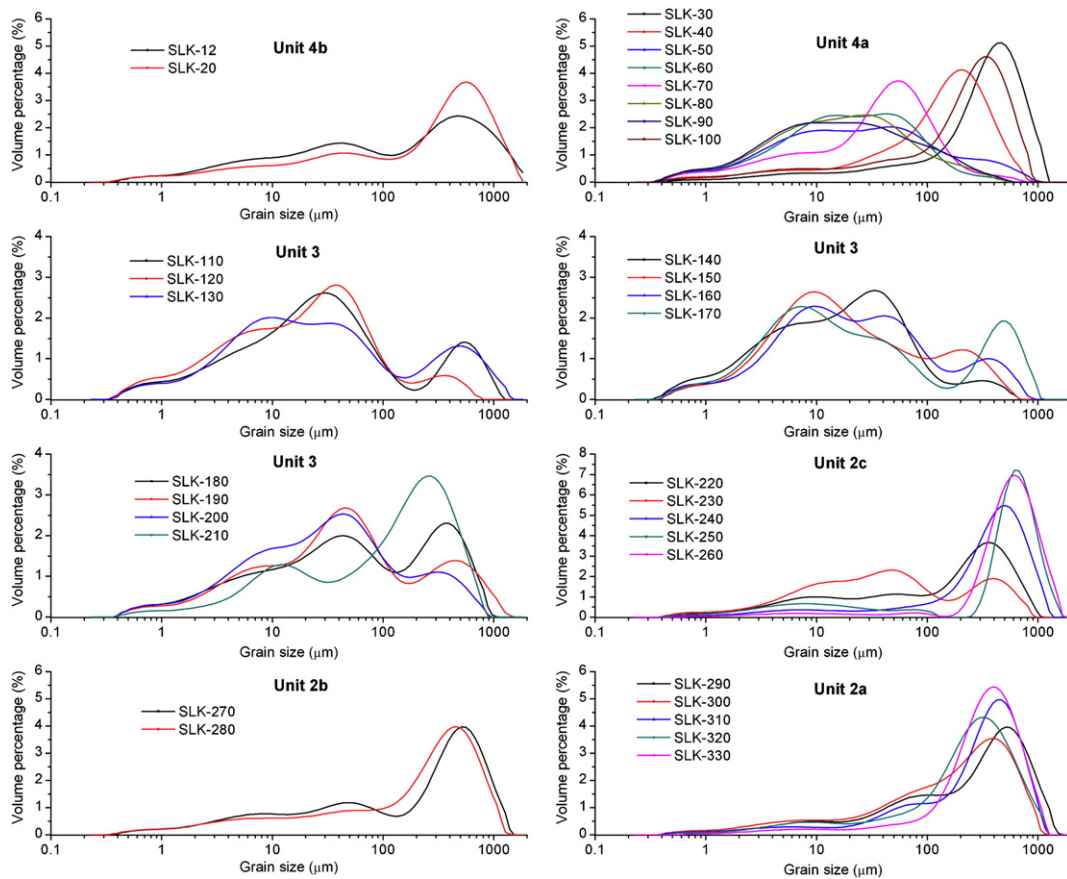 Unit 4b
SLK-12
SLK-20
Volume percentage (%)
6
5
4
3
2
1
0
0.1 1 10 100 1000
Grain size (μm)
Unit 4a
SLK-30
SLK-40
SLK-50
SLK-60
SLK-70
SLK-80
SLK-90
SLK-100
Volume percentage (%)
6
5
4
3
2
1
0
0.1 1 10 100 1000
Grain size (μm)
Unit 3
SLK-110
SLK-120
SLK-130
Volume percentage (%)
4
3
2
1
0
0.1 1 10 100 1000
Grain size (μm)
Unit 3
SLK-140
SLK-150
SLK-160
SLK-170
Volume percentage (%)
4
3
2
1
0
0.1 1 10 100 1000
Grain size (μm)
Unit 3
SLK-180
SLK-190
SLK-200
SLK-210
Volume percentage (%)
4
3
2
1
0
0.1 1 10 100 1000
Grain size (μm)
Unit 2c
SLK-220
SLK-230
SLK-240
SLK-250
SLK-260
Volume percentage (%)
8
7
6
5
4
3
2
1
0
0.1 1 10 100 1000
Grain size (μm)
Unit 2b
SLK-270
SLK-280
Volume percentage (%)
6
5
4
3
2
1
0
0.1 1 10 100 1000
Grain size (μm)
Unit 2a
SLK-290
SLK-300
SLK-310
SLK-320
SLK-330
Volume percentage (%)
6
5
4
3
2
1
0
0.1 1 10 100 1000
Grain size (μm)